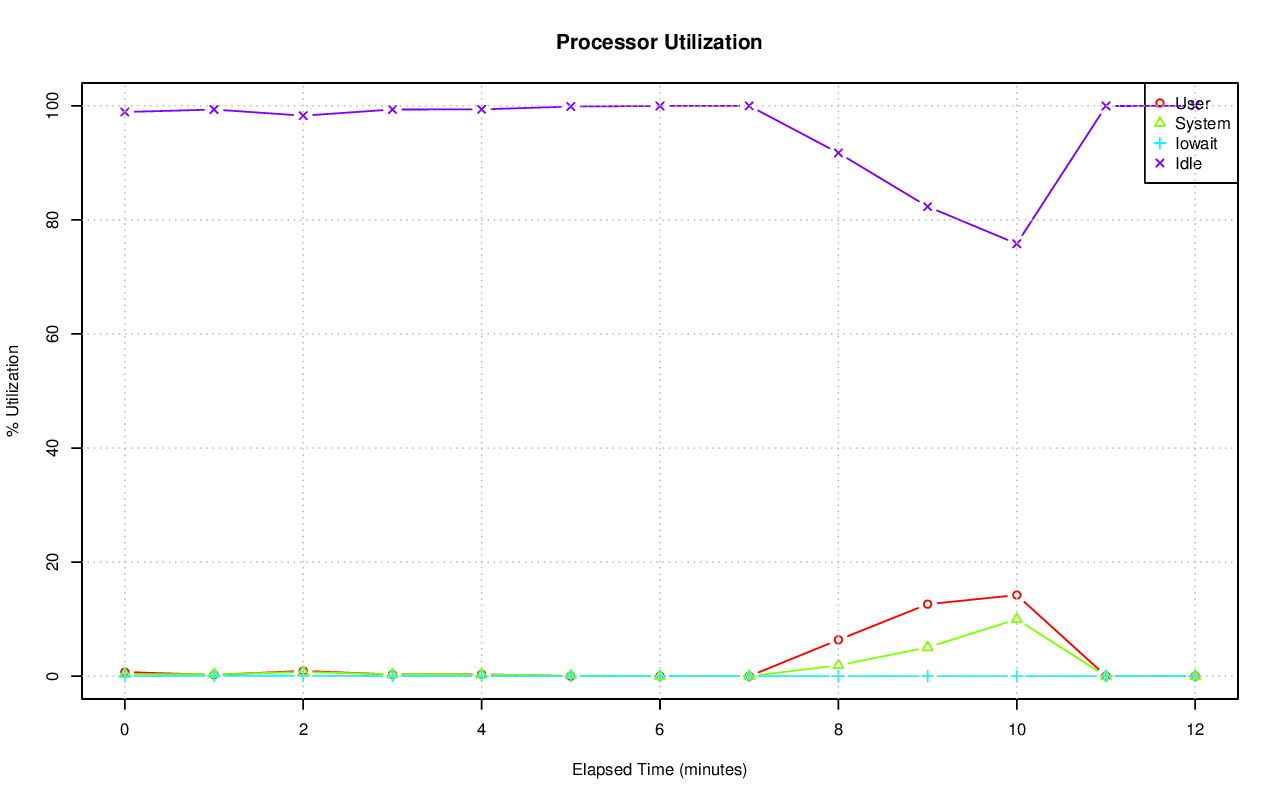 Processor Utilization
100
80
60
40
20
0
% Utilization
User
System
Iowait
Idle
0 2 4 6 8 10 12
Elapsed Time (minutes)